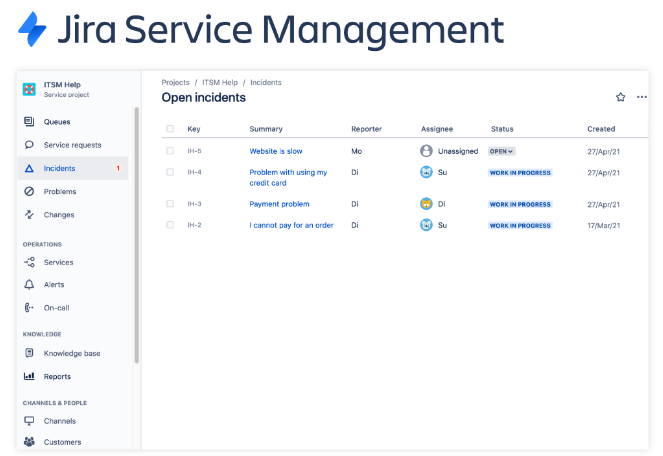 Jira Service Management
ITSM Help
Service project
Queues
Service requests
Incidents 1
Problems
Changes
OPERATIONS
Services
Alerts
On-call
KNOWLEDGE
Knowledge base
Reports
CHANNELS & PEOPLE
Channels
Customers
Projects / ITSM Help / Incidents
Open incidents
Key Summary Reporter Assignee Status Created
IH-5 Website is slow Mo Unassigned OPEN 27/Apr/21
IH-4 Problem with using my credit card Di Su WORK IN PROGRESS 27/Apr/21
IH-3 Payment problem Di Di WORK IN PROGRESS 27/Apr/21
IH-2 I cannot pay for an order Di Su WORK IN PROGRESS 17/Mar/21